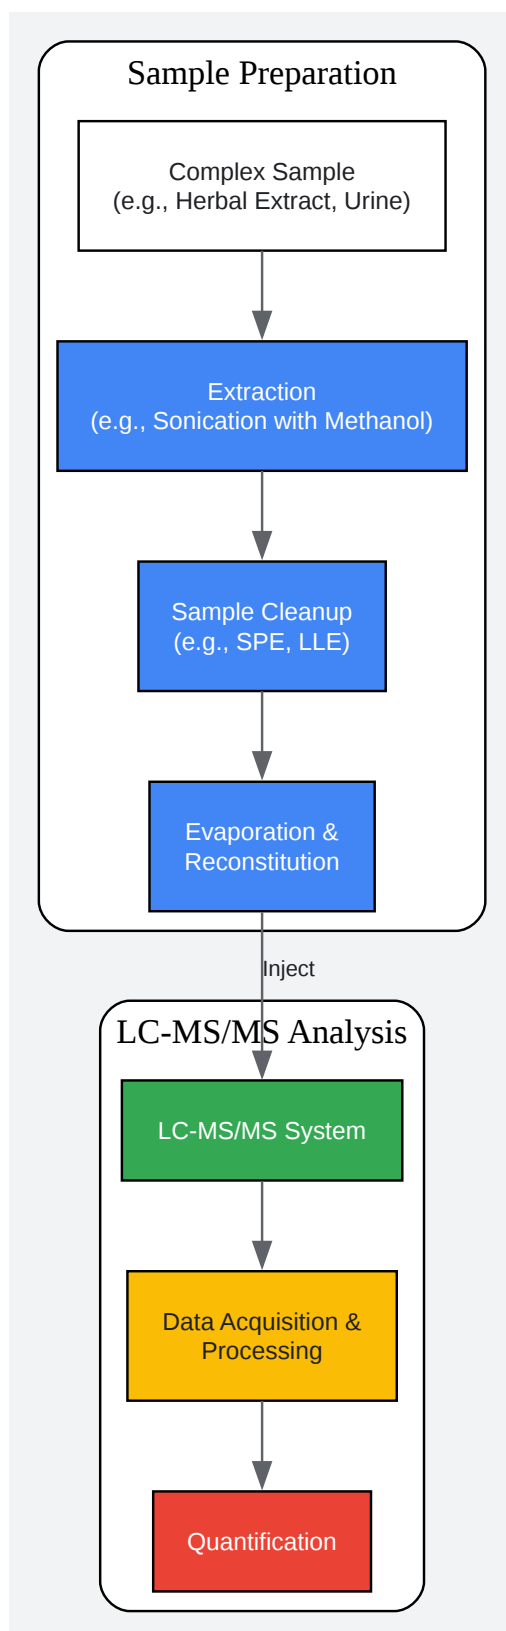 Sample Preparation
Complex Sample
(e.g., Herbal Extract, Urine)
Extraction
(e.g., Sonication with Methanol)
Sample Cleanup
(e.g., SPE, LLE)
Evaporation &
Reconstitution
Inject
LC-MS/MS Analysis
LC-MS/MS System
Data Acquisition &
Processing
Quantification